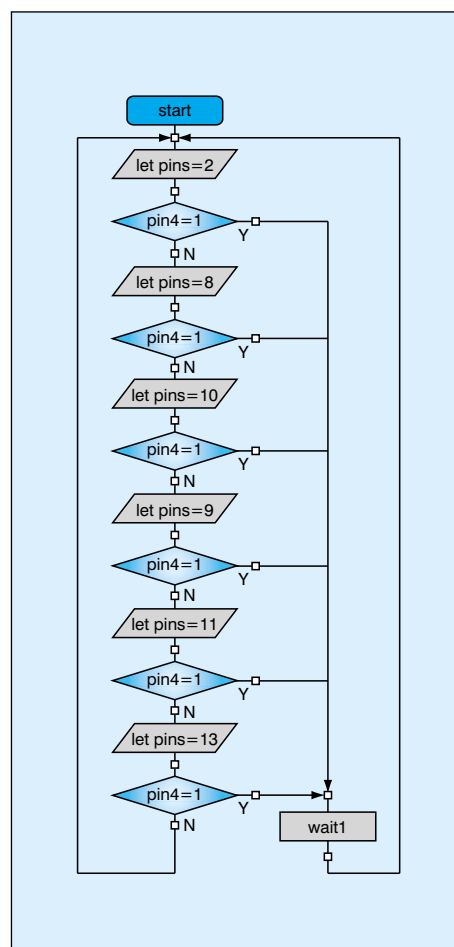 start
let pins=2
pin4=1
Y
N
let pins=8
pin4=1
Y
N
let pins=10
pin4=1
Y
N
let pins=9
pin4=1
Y
N
let pins=11
pin4=1
Y
N
let pins=13
pin4=1
Y
N
wait1